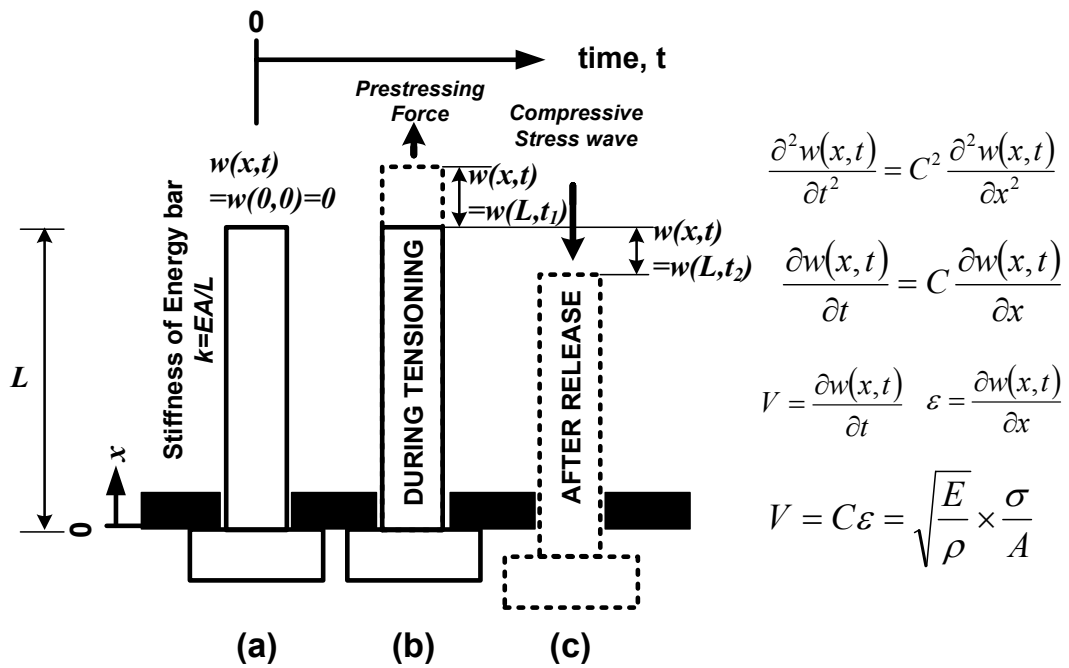 0
time, t
Prestressing
Force
Compressive
Stress wave
w(x,t)
=w(0,0)=0
w(x,t)
=w(L,t₁)
w(x,t)
=w(L,t₂)
Stiffness of Energy bar
k=EA/L
L
x
0
DURING TENSIONING
AFTER RELEASE
(a)
(b)
(c)
∂²w(x,t)/∂t² = C² ∂²w(x,t)/∂x²
∂w(x,t)/∂t = C ∂w(x,t)/∂x
V = ∂w(x,t)/∂t ε = ∂w(x,t)/∂x
V = Cε = √(E/ρ) × σ/A